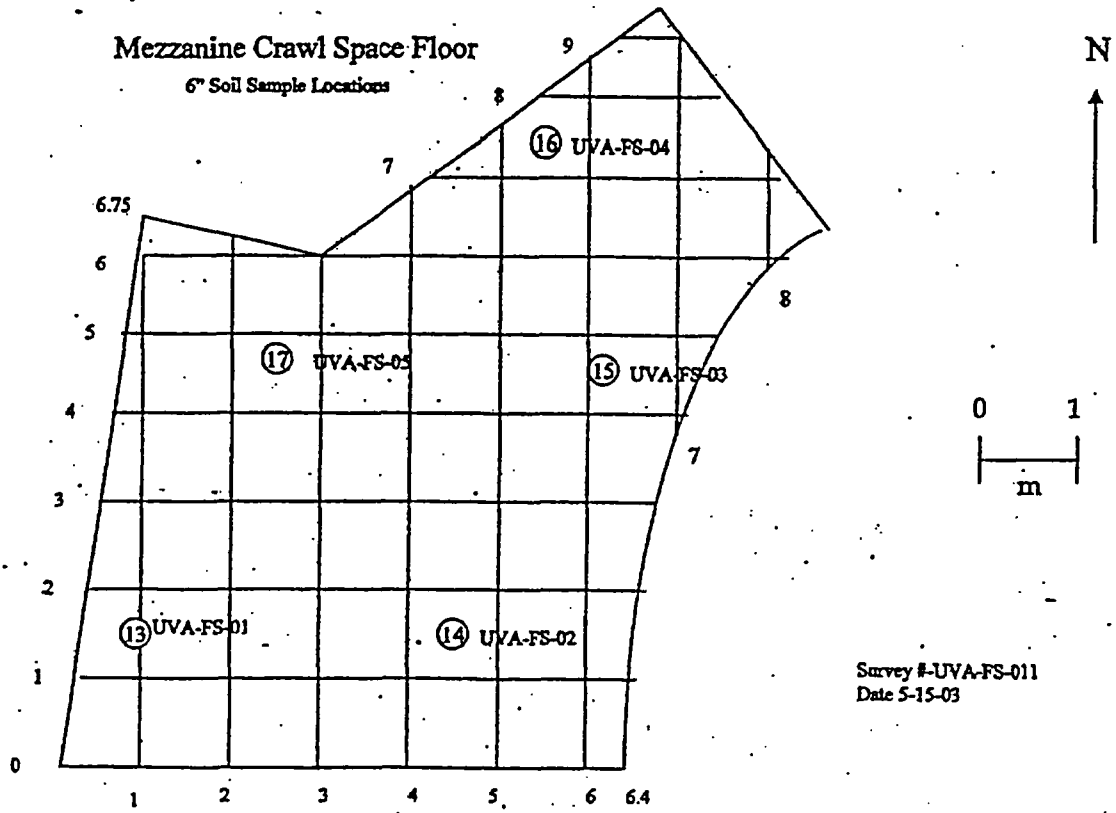 Mezzanine Crawl Space Floor
6" Soil Sample Locations
N
9
8
7
16 UVA-FS-04
6.75
6
8
5
17 UVA-FS-05
15 UVA-FS-03
4
0 1
m
7
3
2
13 UVA-FS-01
14 UVA-FS-02
1
Survey #-UVA-FS-011
Date 5-15-03
0
1 2 3 4 5 6 6.4